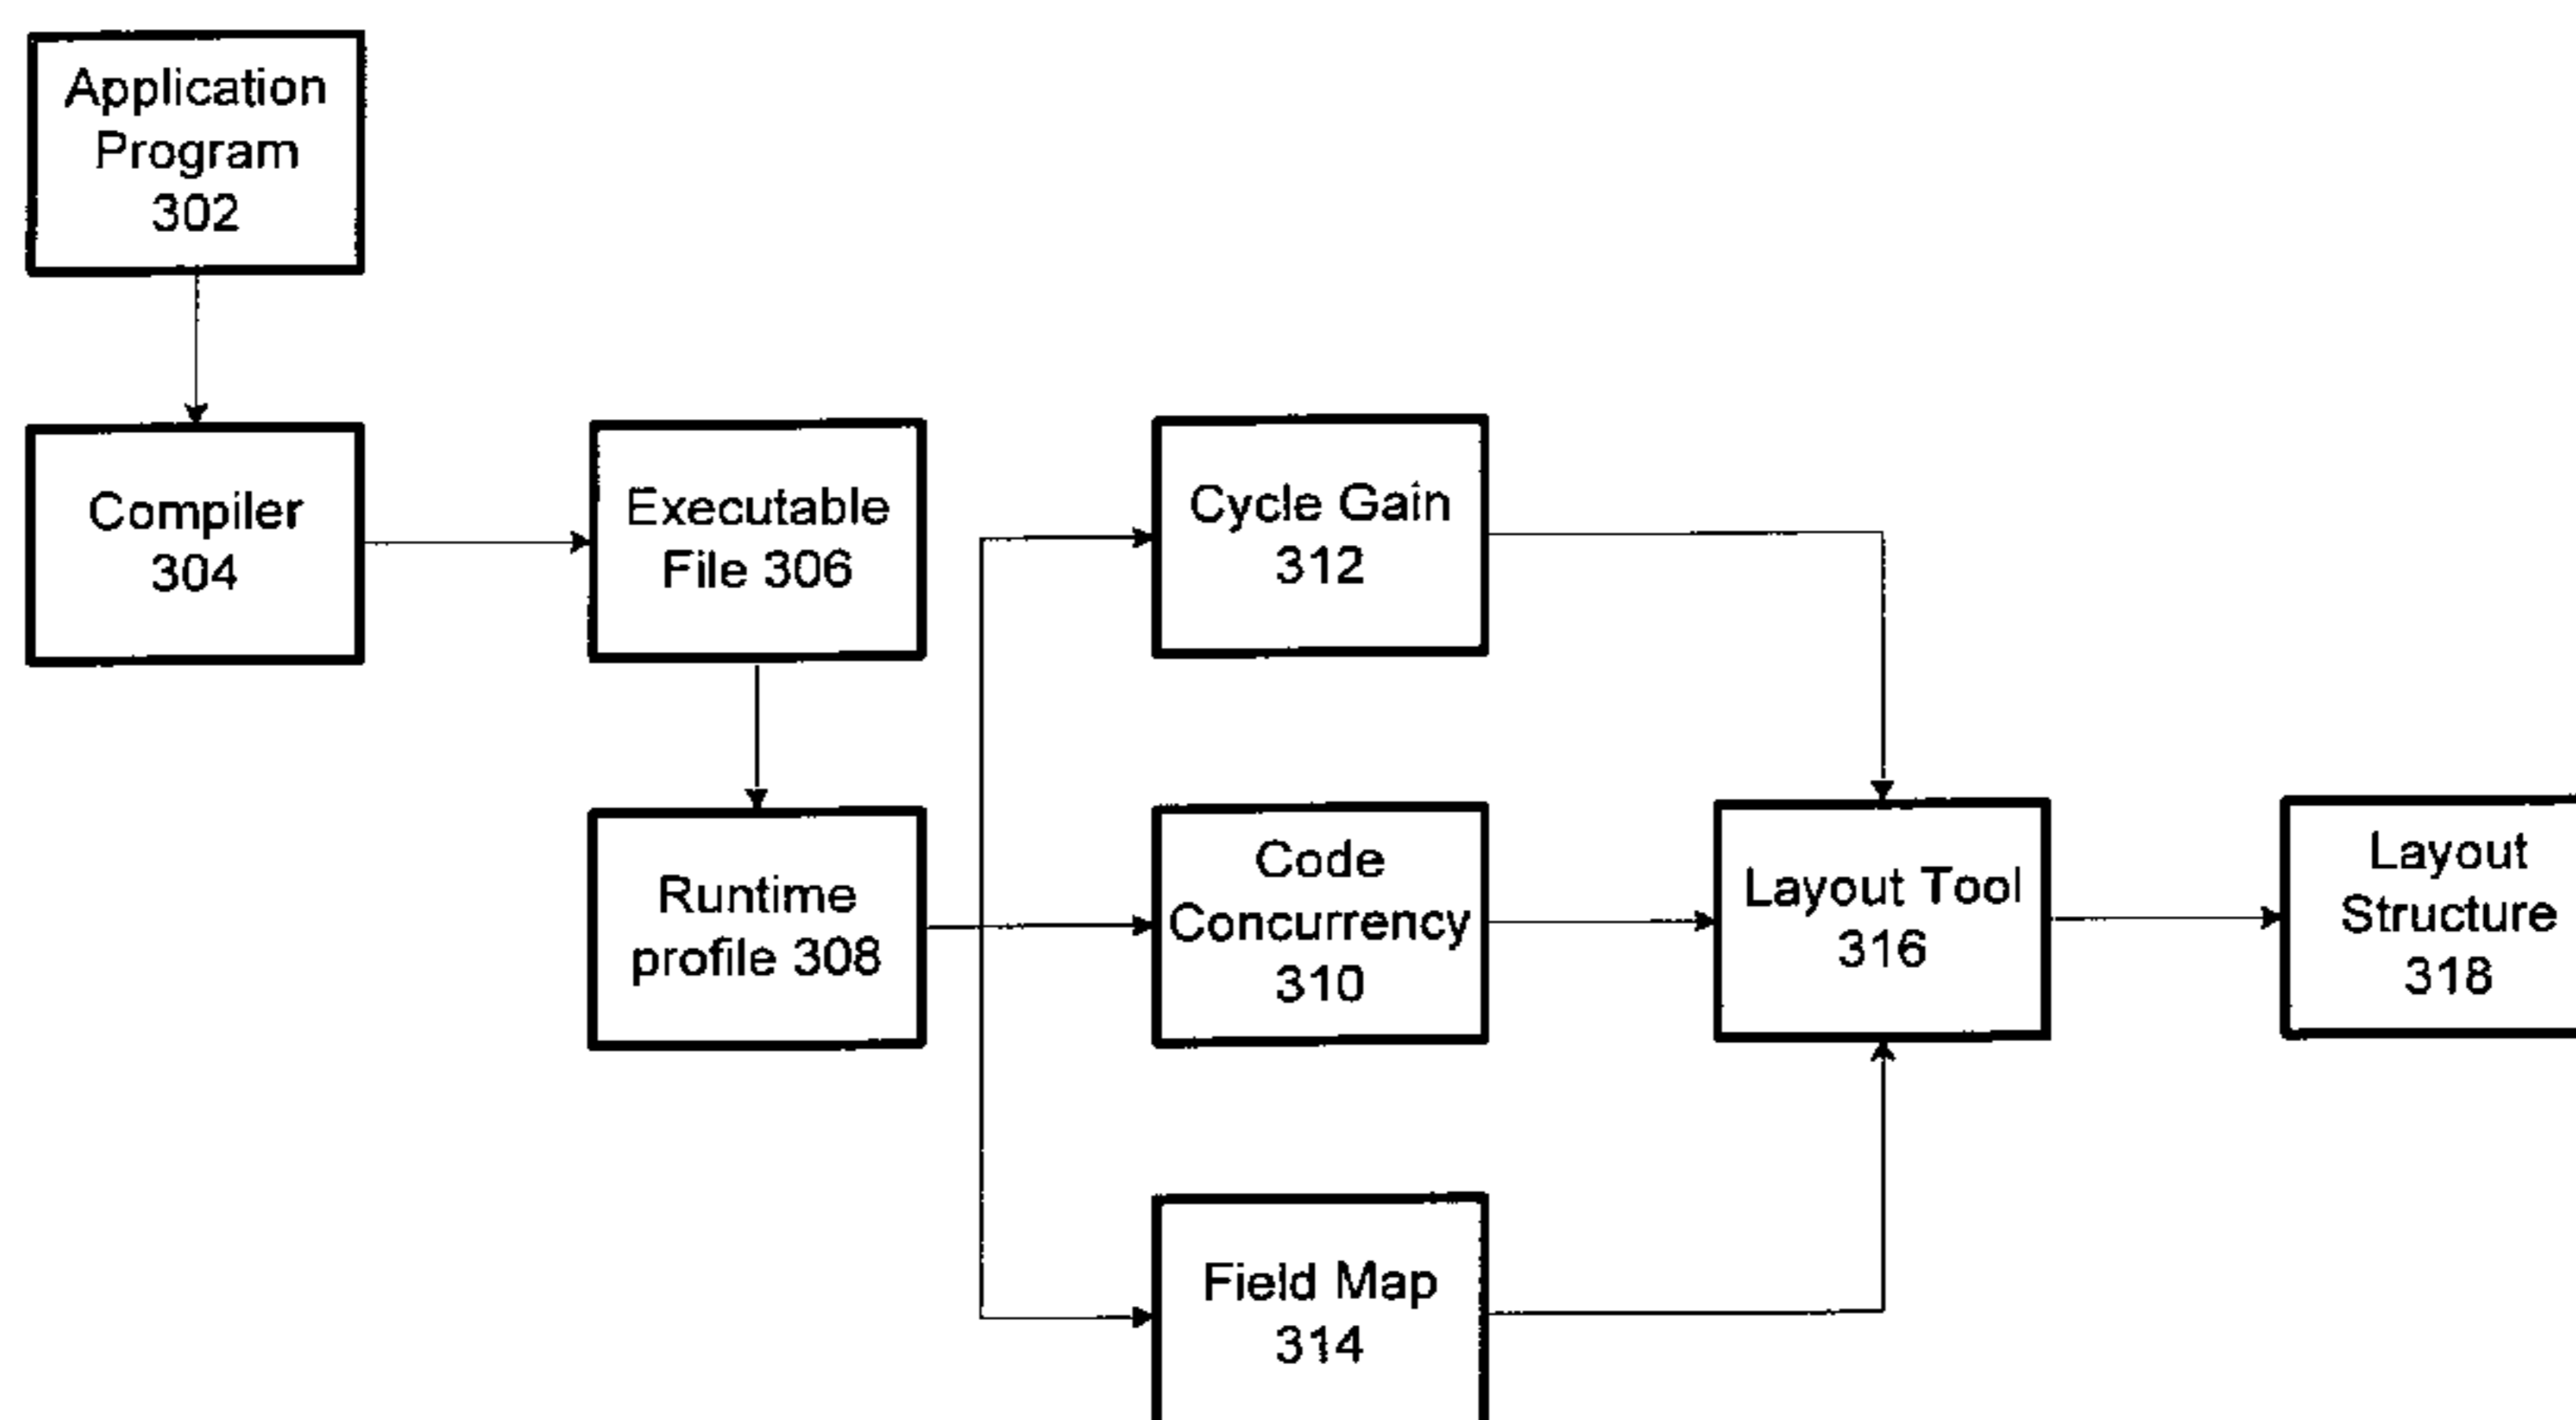 Application
Program
302
Compiler
304
Executable
File 306
Runtime
profile 308
Cycle Gain
312
Code
Concurrency
310
Field Map
314
Layout Tool
316
Layout
Structure
318